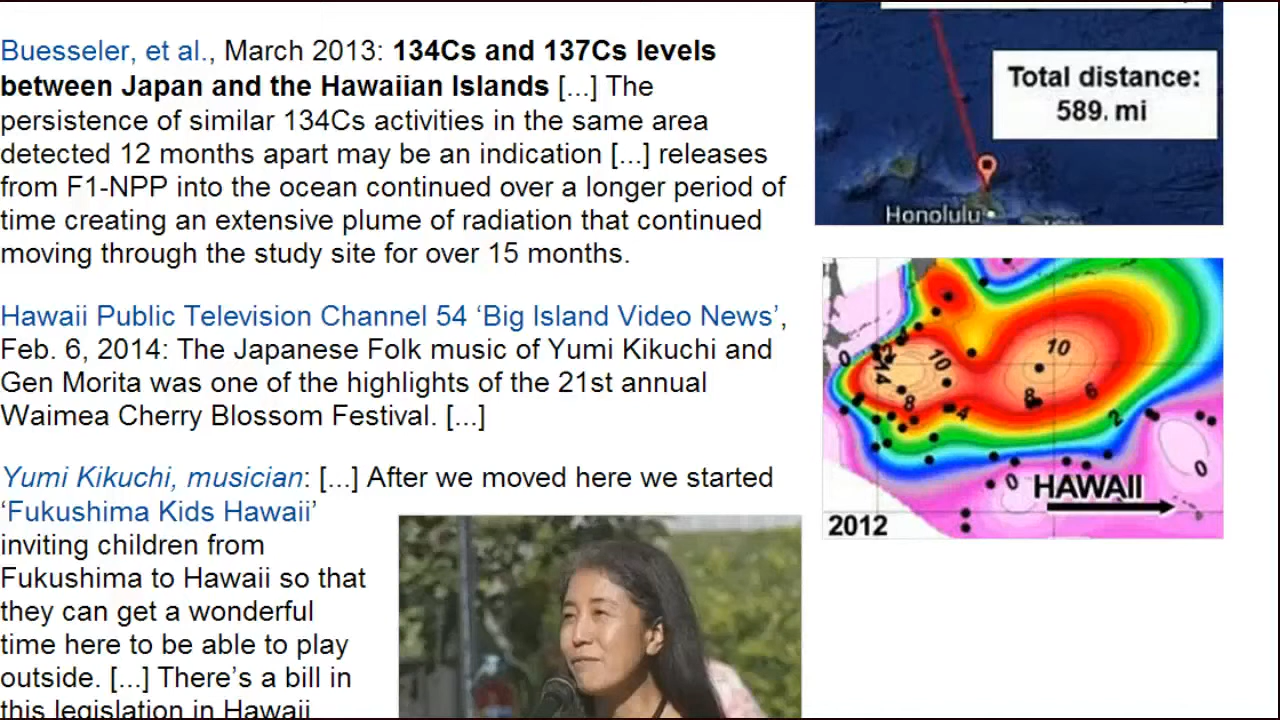 Buesseler, et al., March 2013: 134Cs and 137Cs levels
between Japan and the Hawaiian Islands [...] The
persistence of similar 134Cs activities in the same area
detected 12 months apart may be an indication [...] releases
from F1-NPP into the ocean continued over a longer period of
time creating an extensive plume of radiation that continued
moving through the study site for over 15 months.
Hawaii Public Television Channel 54 ‘Big Island Video News’,
Feb. 6, 2014: The Japanese Folk music of Yumi Kikuchi and
Gen Morita was one of the highlights of the 21st annual
Waimea Cherry Blossom Festival. [...]
Yumi Kikuchi, musician: [...] After we moved here we started
‘Fukushima Kids Hawaii’
inviting children from
Fukushima to Hawaii so that
they can get a wonderful
time here to be able to play
outside. [...] There’s a bill in
this legislation in Hawaii
Total distance:
589. mi
Honolulu
0
12
14
10
8
4
10
8
6
2
0
0
HAWAII
2012